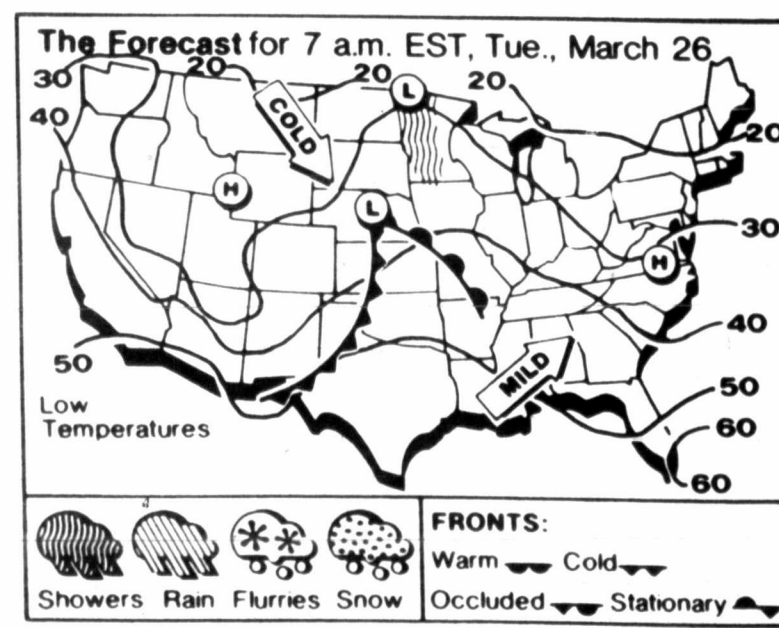 The Forecast for 7 a.m. EST, Tue., March 26
30 20 20 20
40
COLD
L
20
H
L
30
H
40
50
MILD
50
Low
Temperatures
60
60
FRONTS:
Warm Cold
Showers Rain Flurries Snow
Occluded Stationary